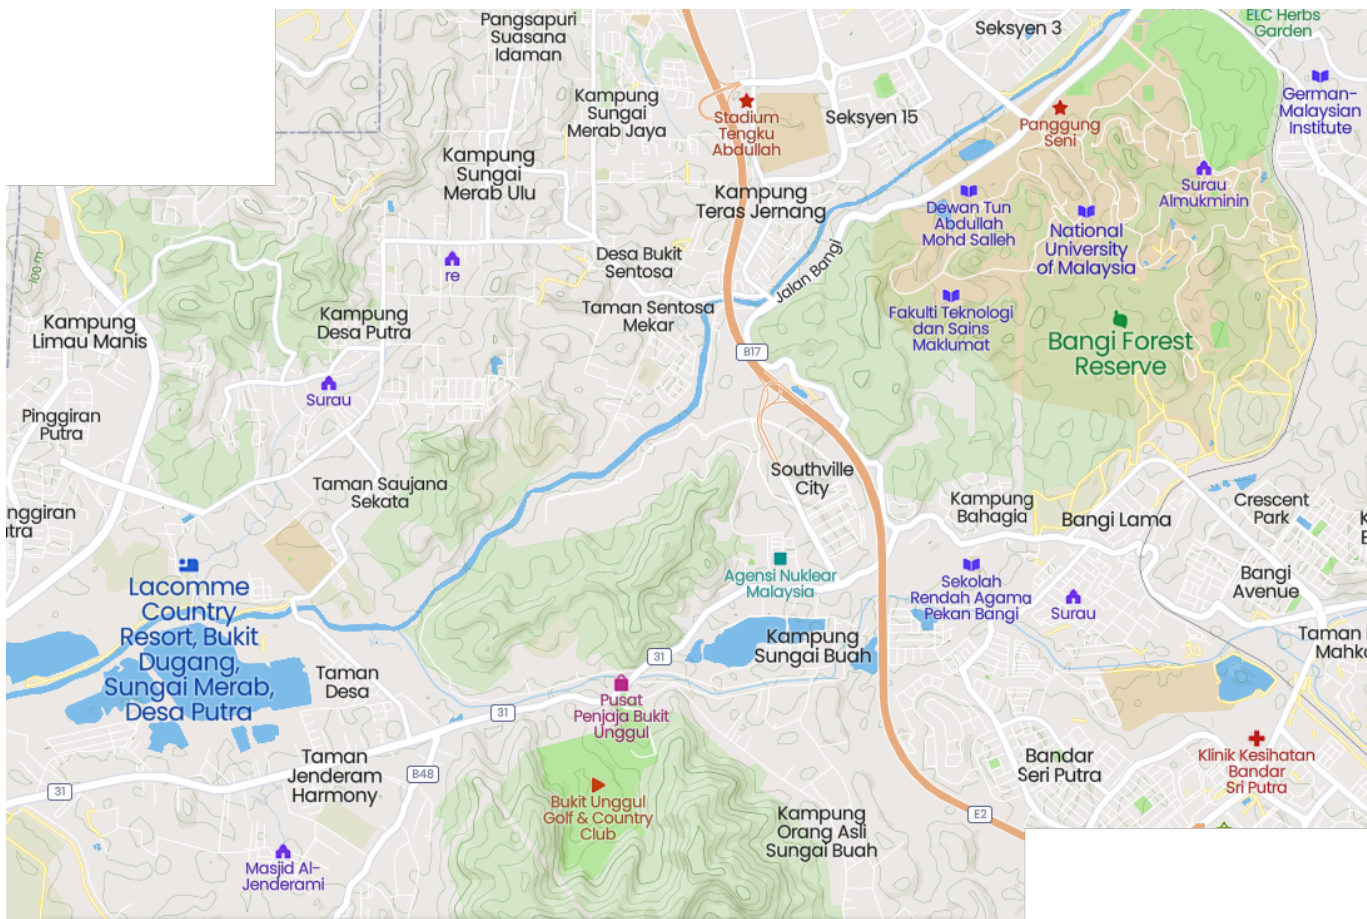 Pangsapuri
Suasana
Idaman
Seksyen 3
ELC Herbs
Garden
Kampung
Sungai
Merab Jaya
Stadium
Tengku
Abdullah
Seksyen 15
Panggung
Seni
German-
Malaysian
Institute
Kampung
Sungai
Merab Ulu
Kampung
Teras Jernang
Dewan Tun
Abdullah
Mohd Salleh
Surau
Almukminin
National
University
of Malaysia
100 m
re
Desa Bukit
Sentosa
Jalan Bangi
Taman Sentosa
Mekar
Fakulti Teknologi
dan Sains
Maklumat
Bangi Forest
Reserve
Kampung
Limau Manis
Kampung
Desa Putra
B17
Surau
Pinggiran
Putra
Southville
City
Taman Saujana
Sekata
Kampung
Bahagia
Bangi Lama
Crescent
Park
nggiran
tra
Agensi Nuklear
Malaysia
Sekolah
Rendah Agama
Pekan Bangi
Surau
Bangi
Avenue
Lacomme
Country
Resort, Bukit
Dugang,
Sungai Merab,
Desa Putra
Kampung
Sungai Buah
Taman
Mahko
31
Taman
Desa
Pusat
Penjaja Bukit
Unggul
31
Taman
Jenderam
Harmony
B48
31
Bandar
Seri Putra
Klinik Kesihatan
Bandar
Sri Putra
Bukit Unggul
Golf & Country
Club
Kampung
Orang Asli
Sungai Buah
E2
Masjid Al-
Jenderami